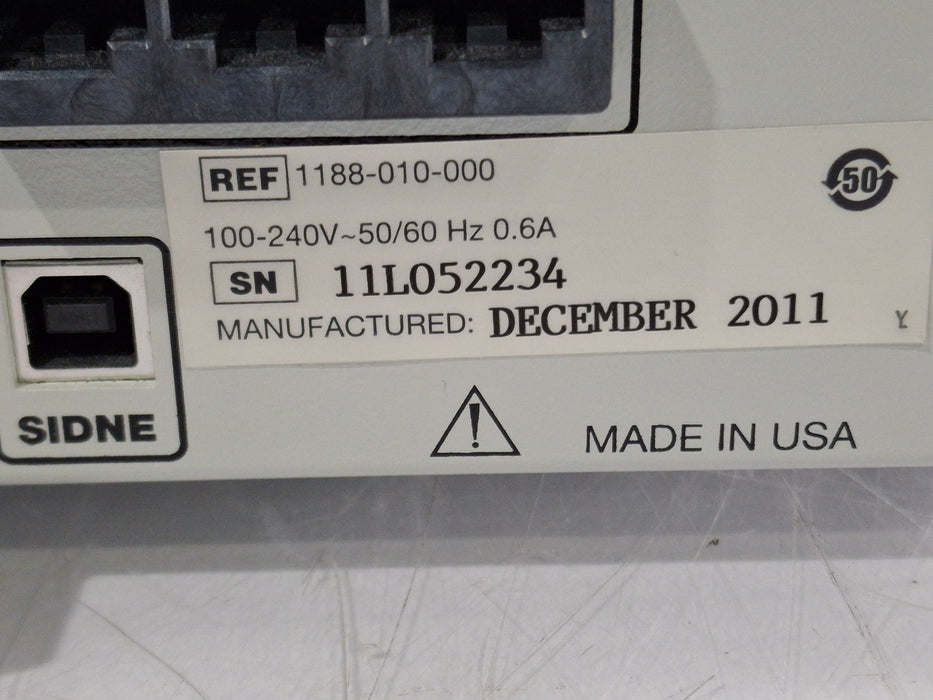 REF 1188-010-000
50
100-240V~50/60 Hz 0.6A
SN 11L052234
MANUFACTURED: DECEMBER 2011
Y
SIDNE
MADE IN USA